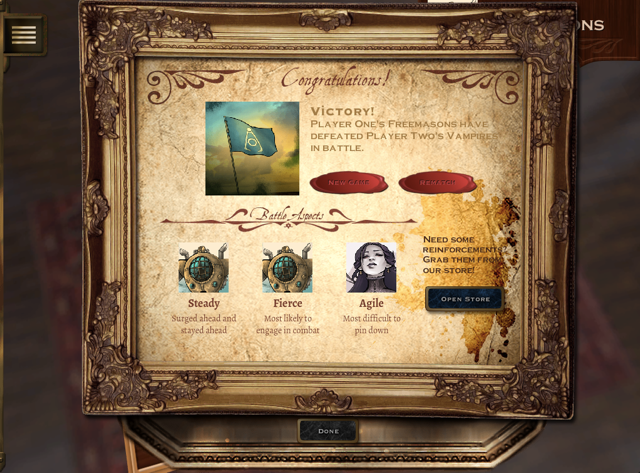 ONS
Congratulations!
VICTORY!
PLAYER ONE'S FREEMASONS HAVE
DEFEATED PLAYER TWO'S VAMPIRES
IN BATTLE.
NEW GAME
REMATCH
Battle Aspects
NEED SOME
REINFORCEMENTS?
GRAB THEM FROM
OUR STORE!
OPEN STORE
Steady
Surged ahead and
stayed ahead
Fierce
Most likely to
engage in combat
Agile
Most difficult to
pin down
DONE